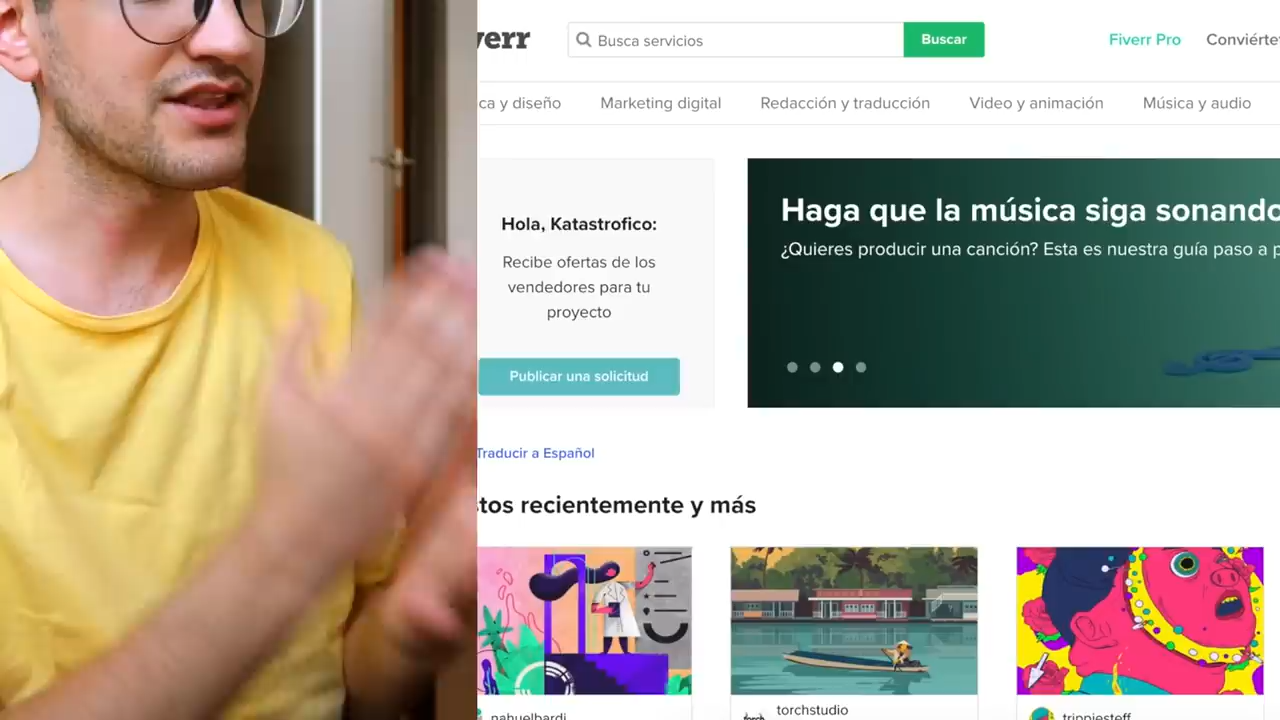 verr
Busca servicios
Buscar
Fiverr Pro
Conviérte
ca y diseño
Marketing digital
Redacción y traducción
Video y animación
Música y audio
Hola, Katastrofico:
Recibe ofertas de los
vendedores para tu
proyecto
Publicar una solicitud
Haga que la música siga sonando
¿Quieres producir una canción? Esta es nuestra guía paso a p
Traducir a Español
stos recientemente y más
nahuelbardi
torch
torchstudio
trippiesteff